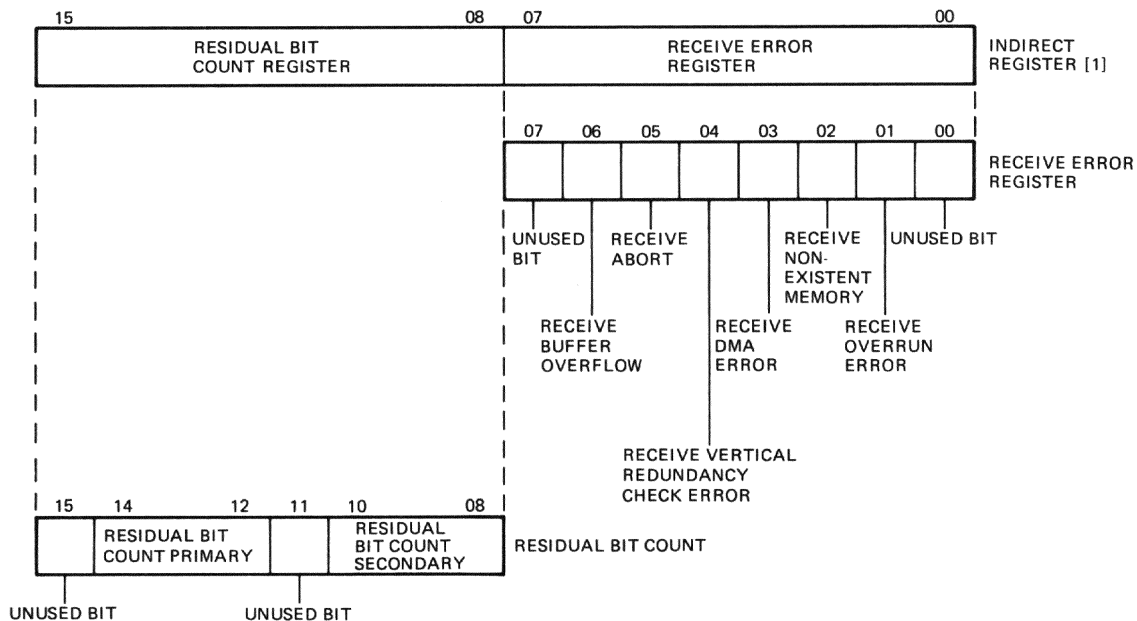 15 08 07 00
RESIDUAL BIT
COUNT REGISTER
RECEIVE ERROR
REGISTER
INDIRECT
REGISTER [1]
07 06 05 04 03 02 01 00
RECEIVE ERROR
REGISTER
UNUSED
BIT
RECEIVE
ABORT
RECEIVE
NON-
EXISTENT
MEMORY
UNUSED BIT
RECEIVE
BUFFER
OVERFLOW
RECEIVE
DMA
ERROR
RECEIVE
OVERRUN
ERROR
RECEIVE VERTICAL
REDUNDANCY
CHECK ERROR
15 14 12 11 10 08
RESIDUAL BIT
COUNT PRIMARY
RESIDUAL
BIT COUNT
SECONDARY
RESIDUAL BIT COUNT
UNUSED BIT
UNUSED BIT